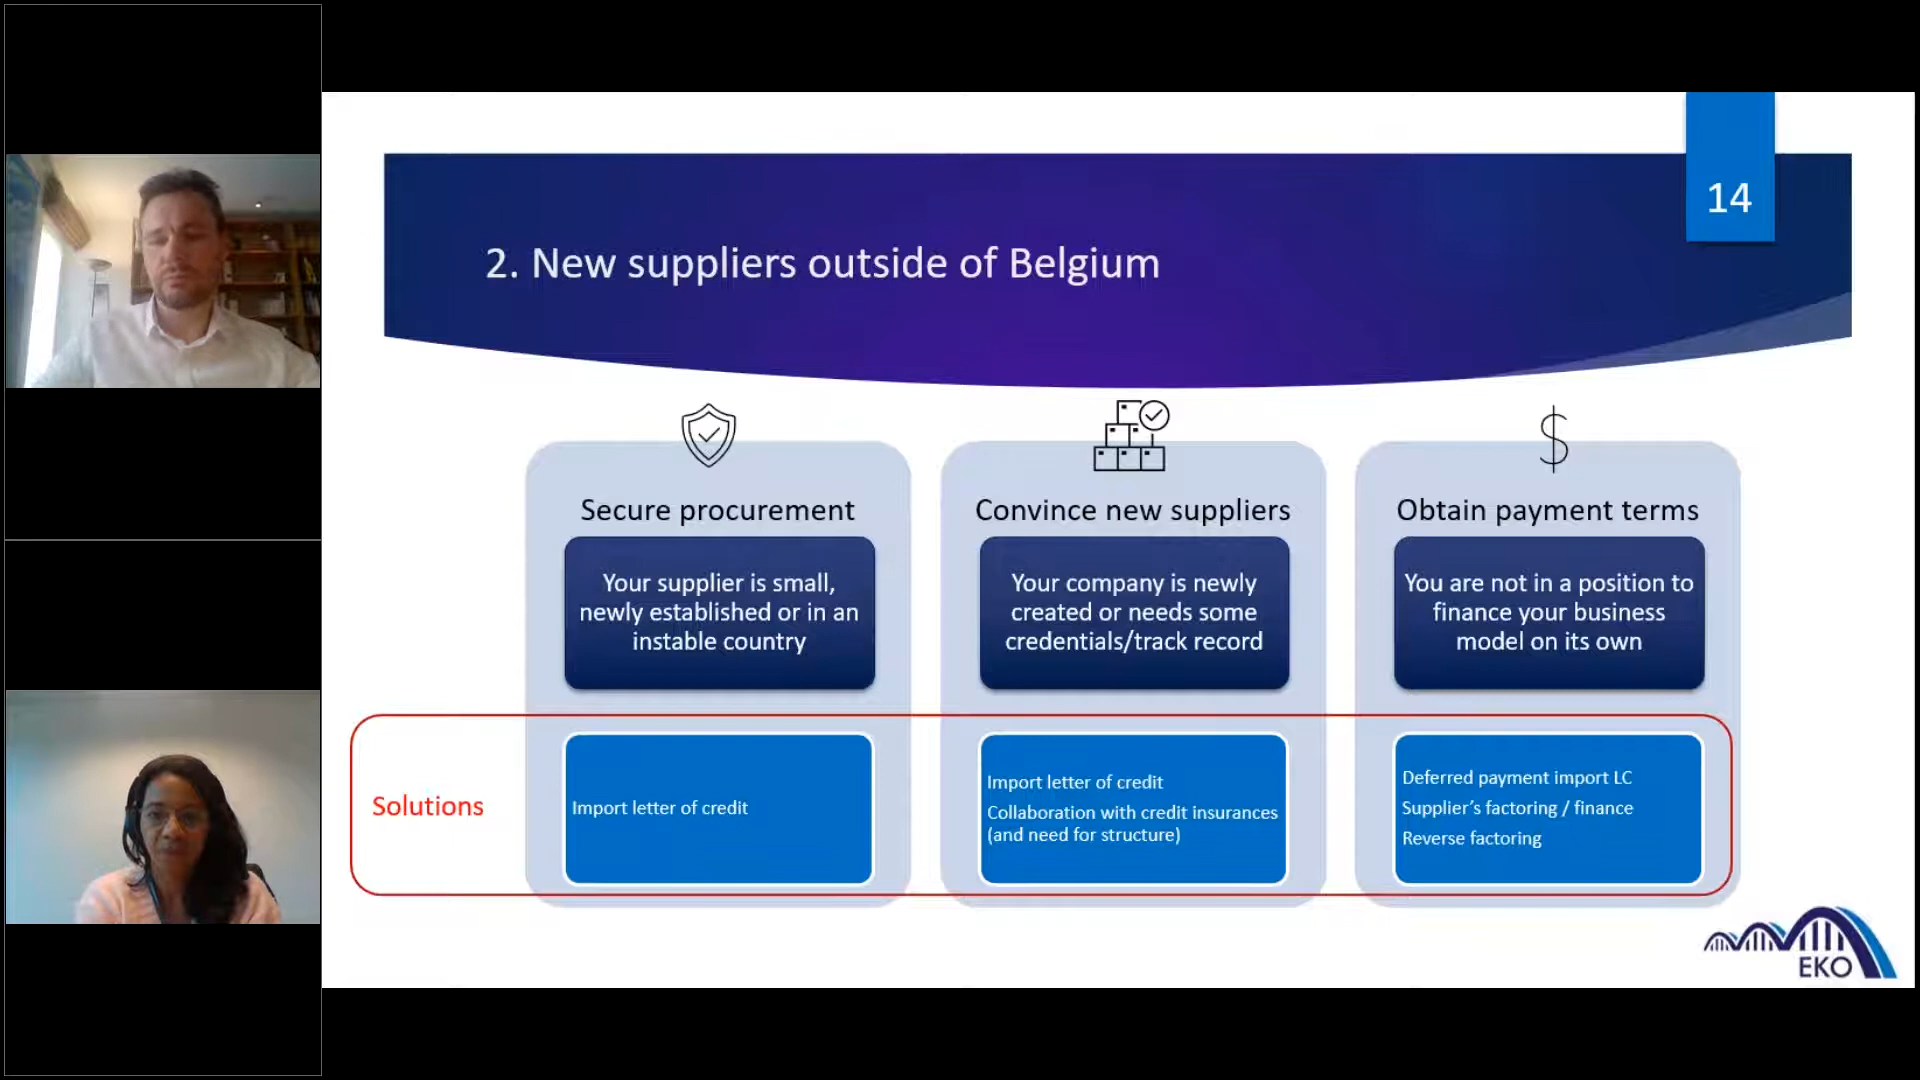 14
2. New suppliers outside of Belgium
Secure procurement
Your supplier is small,
newly established or in an
instable country
Convince new suppliers
Your company is newly
created or needs some
credentials/track record
Obtain payment terms
You are not in a position to
finance your business
model on its own
Solutions
Import letter of credit
Import letter of credit
Collaboration with credit insurances
(and need for structure)
Deferred payment import LC
Supplier's factoring / finance
Reverse factoring
EKO